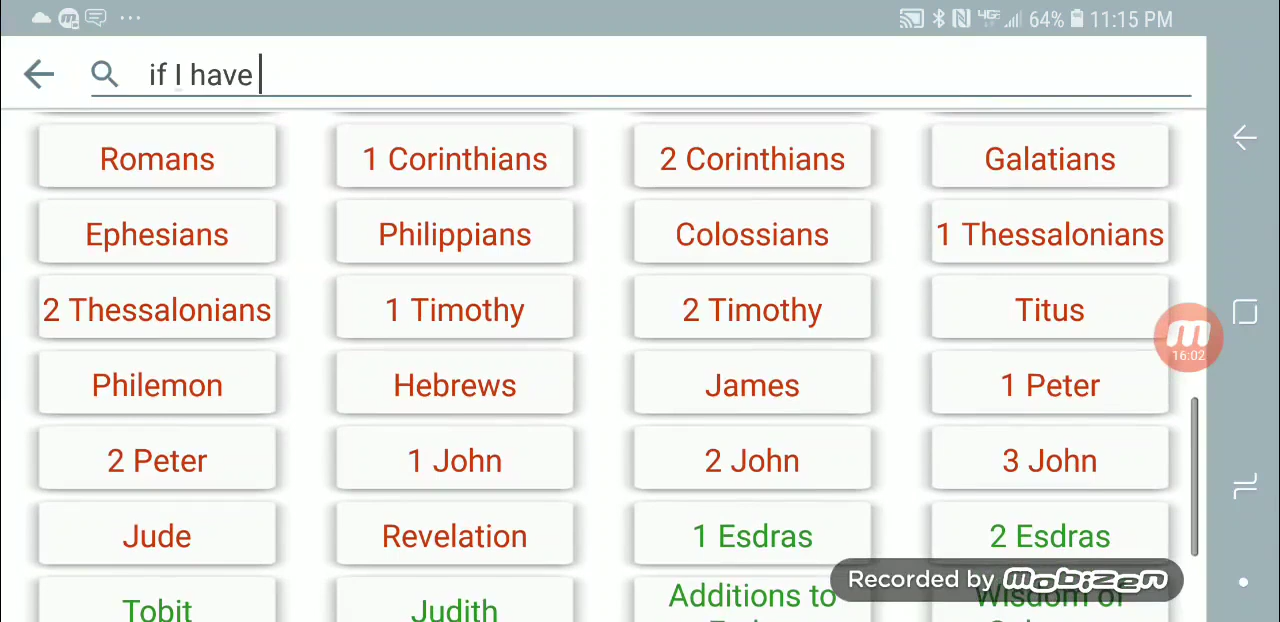 64% 11:15 PM
if I have
Romans 1 Corinthians 2 Corinthians Galatians
Ephesians Philippians Colossians 1 Thessalonians
2 Thessalonians 1 Timothy 2 Timothy Titus
16:02
Philemon Hebrews James 1 Peter
2 Peter 1 John 2 John 3 John
Jude Revelation 1 Esdras 2 Esdras
Recorded by Mobizen
Tobit Judith Additions to Wisdom of